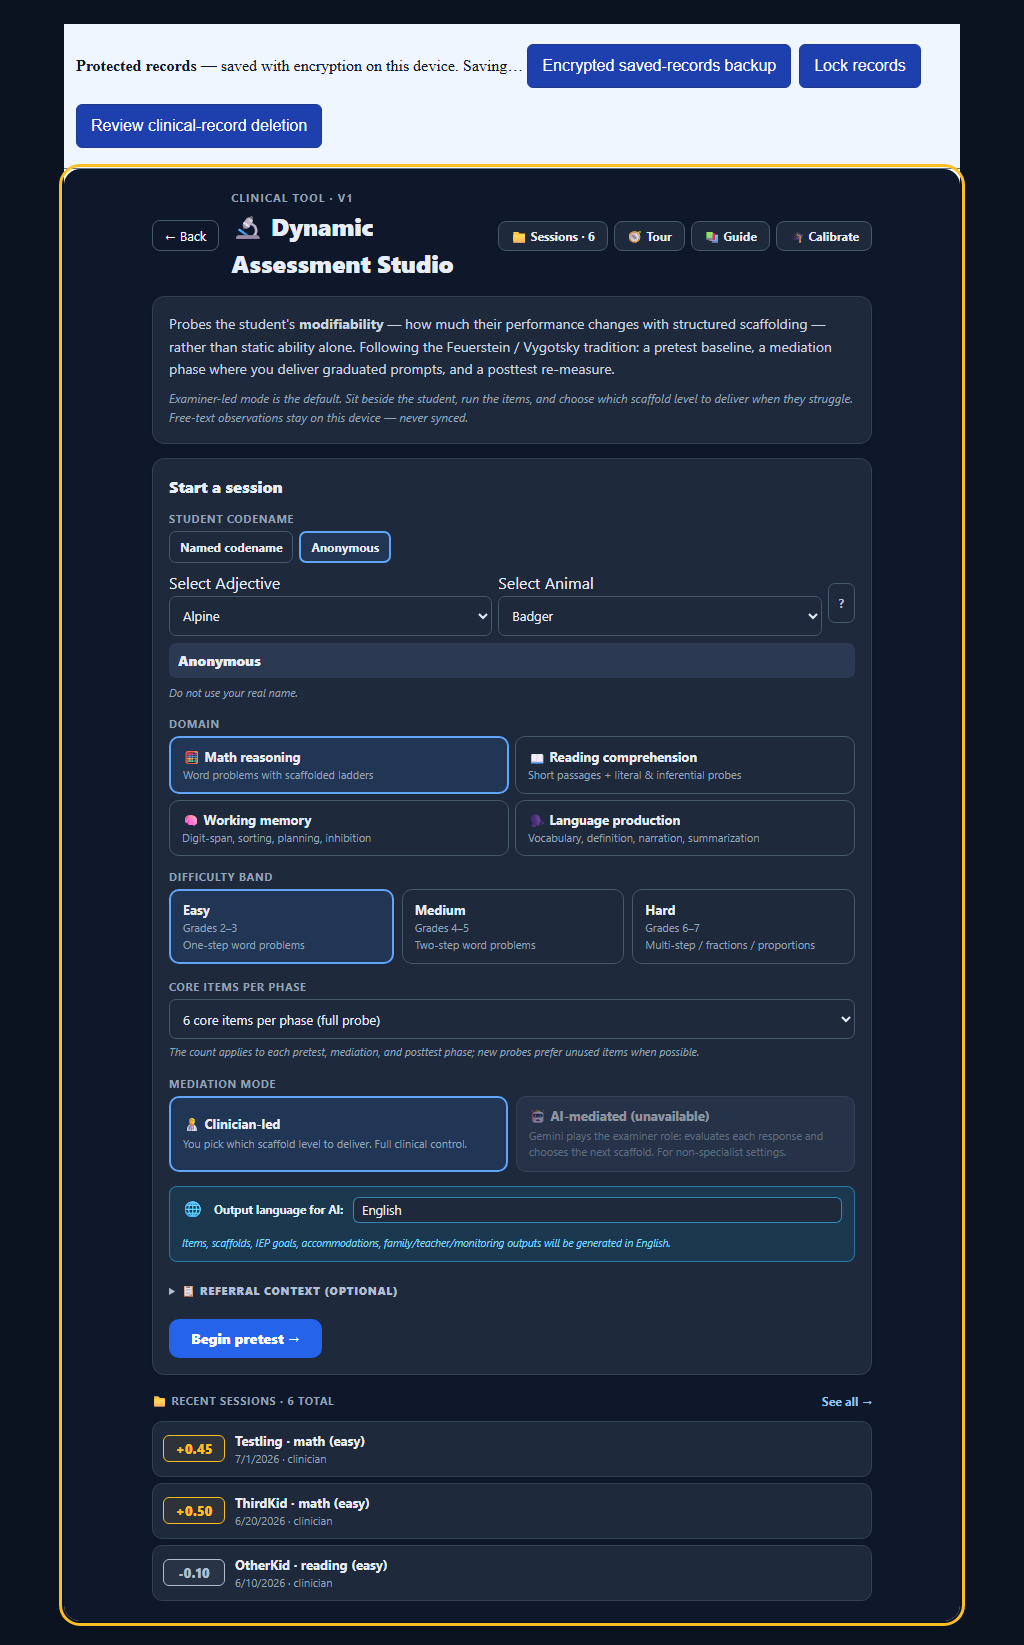 Protected records — saved with encryption on this device. Saving...
Encrypted saved-records backup
Lock records
Review clinical-record deletion
← Back
CLINICAL TOOL · V1
Dynamic
Assessment Studio
Sessions · 6
Tour
Guide
Calibrate
Probes the student's modifiability — how much their performance changes with structured scaffolding —
rather than static ability alone. Following the Feuerstein / Vygotsky tradition: a pretest baseline, a mediation
phase where you deliver graduated prompts, and a posttest re-measure.
Examiner-led mode is the default. Sit beside the student, run the items, and choose which scaffold level to deliver when they struggle.
Free-text observations stay on this device — never synced.
Start a session
STUDENT CODENAME
Named codename
Anonymous
Select Adjective
Select Animal
Alpine
Badger
?
Anonymous
Do not use your real name.
DOMAIN
Math reasoning
Word problems with scaffolded ladders
Reading comprehension
Short passages + literal & inferential probes
Working memory
Digit-span, sorting, planning, inhibition
Language production
Vocabulary, definition, narration, summarization
DIFFICULTY BAND
Easy
Grades 2–3
One-step word problems
Medium
Grades 4–5
Two-step word problems
Hard
Grades 6–7
Multi-step / fractions / proportions
CORE ITEMS PER PHASE
6 core items per phase (full probe)
The count applies to each pretest, mediation, and posttest phase; new probes prefer unused items when possible.
MEDIATION MODE
Clinician-led
You pick which scaffold level to deliver. Full clinical control.
AI-mediated (unavailable)
Gemini plays the examiner role: evaluates each response and
chooses the next scaffold. For non-specialist settings.
Output language for AI:
English
Items, scaffolds, IEP goals, accommodations, family/teacher/monitoring outputs will be generated in English.
REFERRAL CONTEXT (OPTIONAL)
Begin pretest →
RECENT SESSIONS · 6 TOTAL
See all →
+0.45
Testling · math (easy)
7/1/2026 · clinician
+0.50
ThirdKid · math (easy)
6/20/2026 · clinician
-0.10
OtherKid · reading (easy)
6/10/2026 · clinician